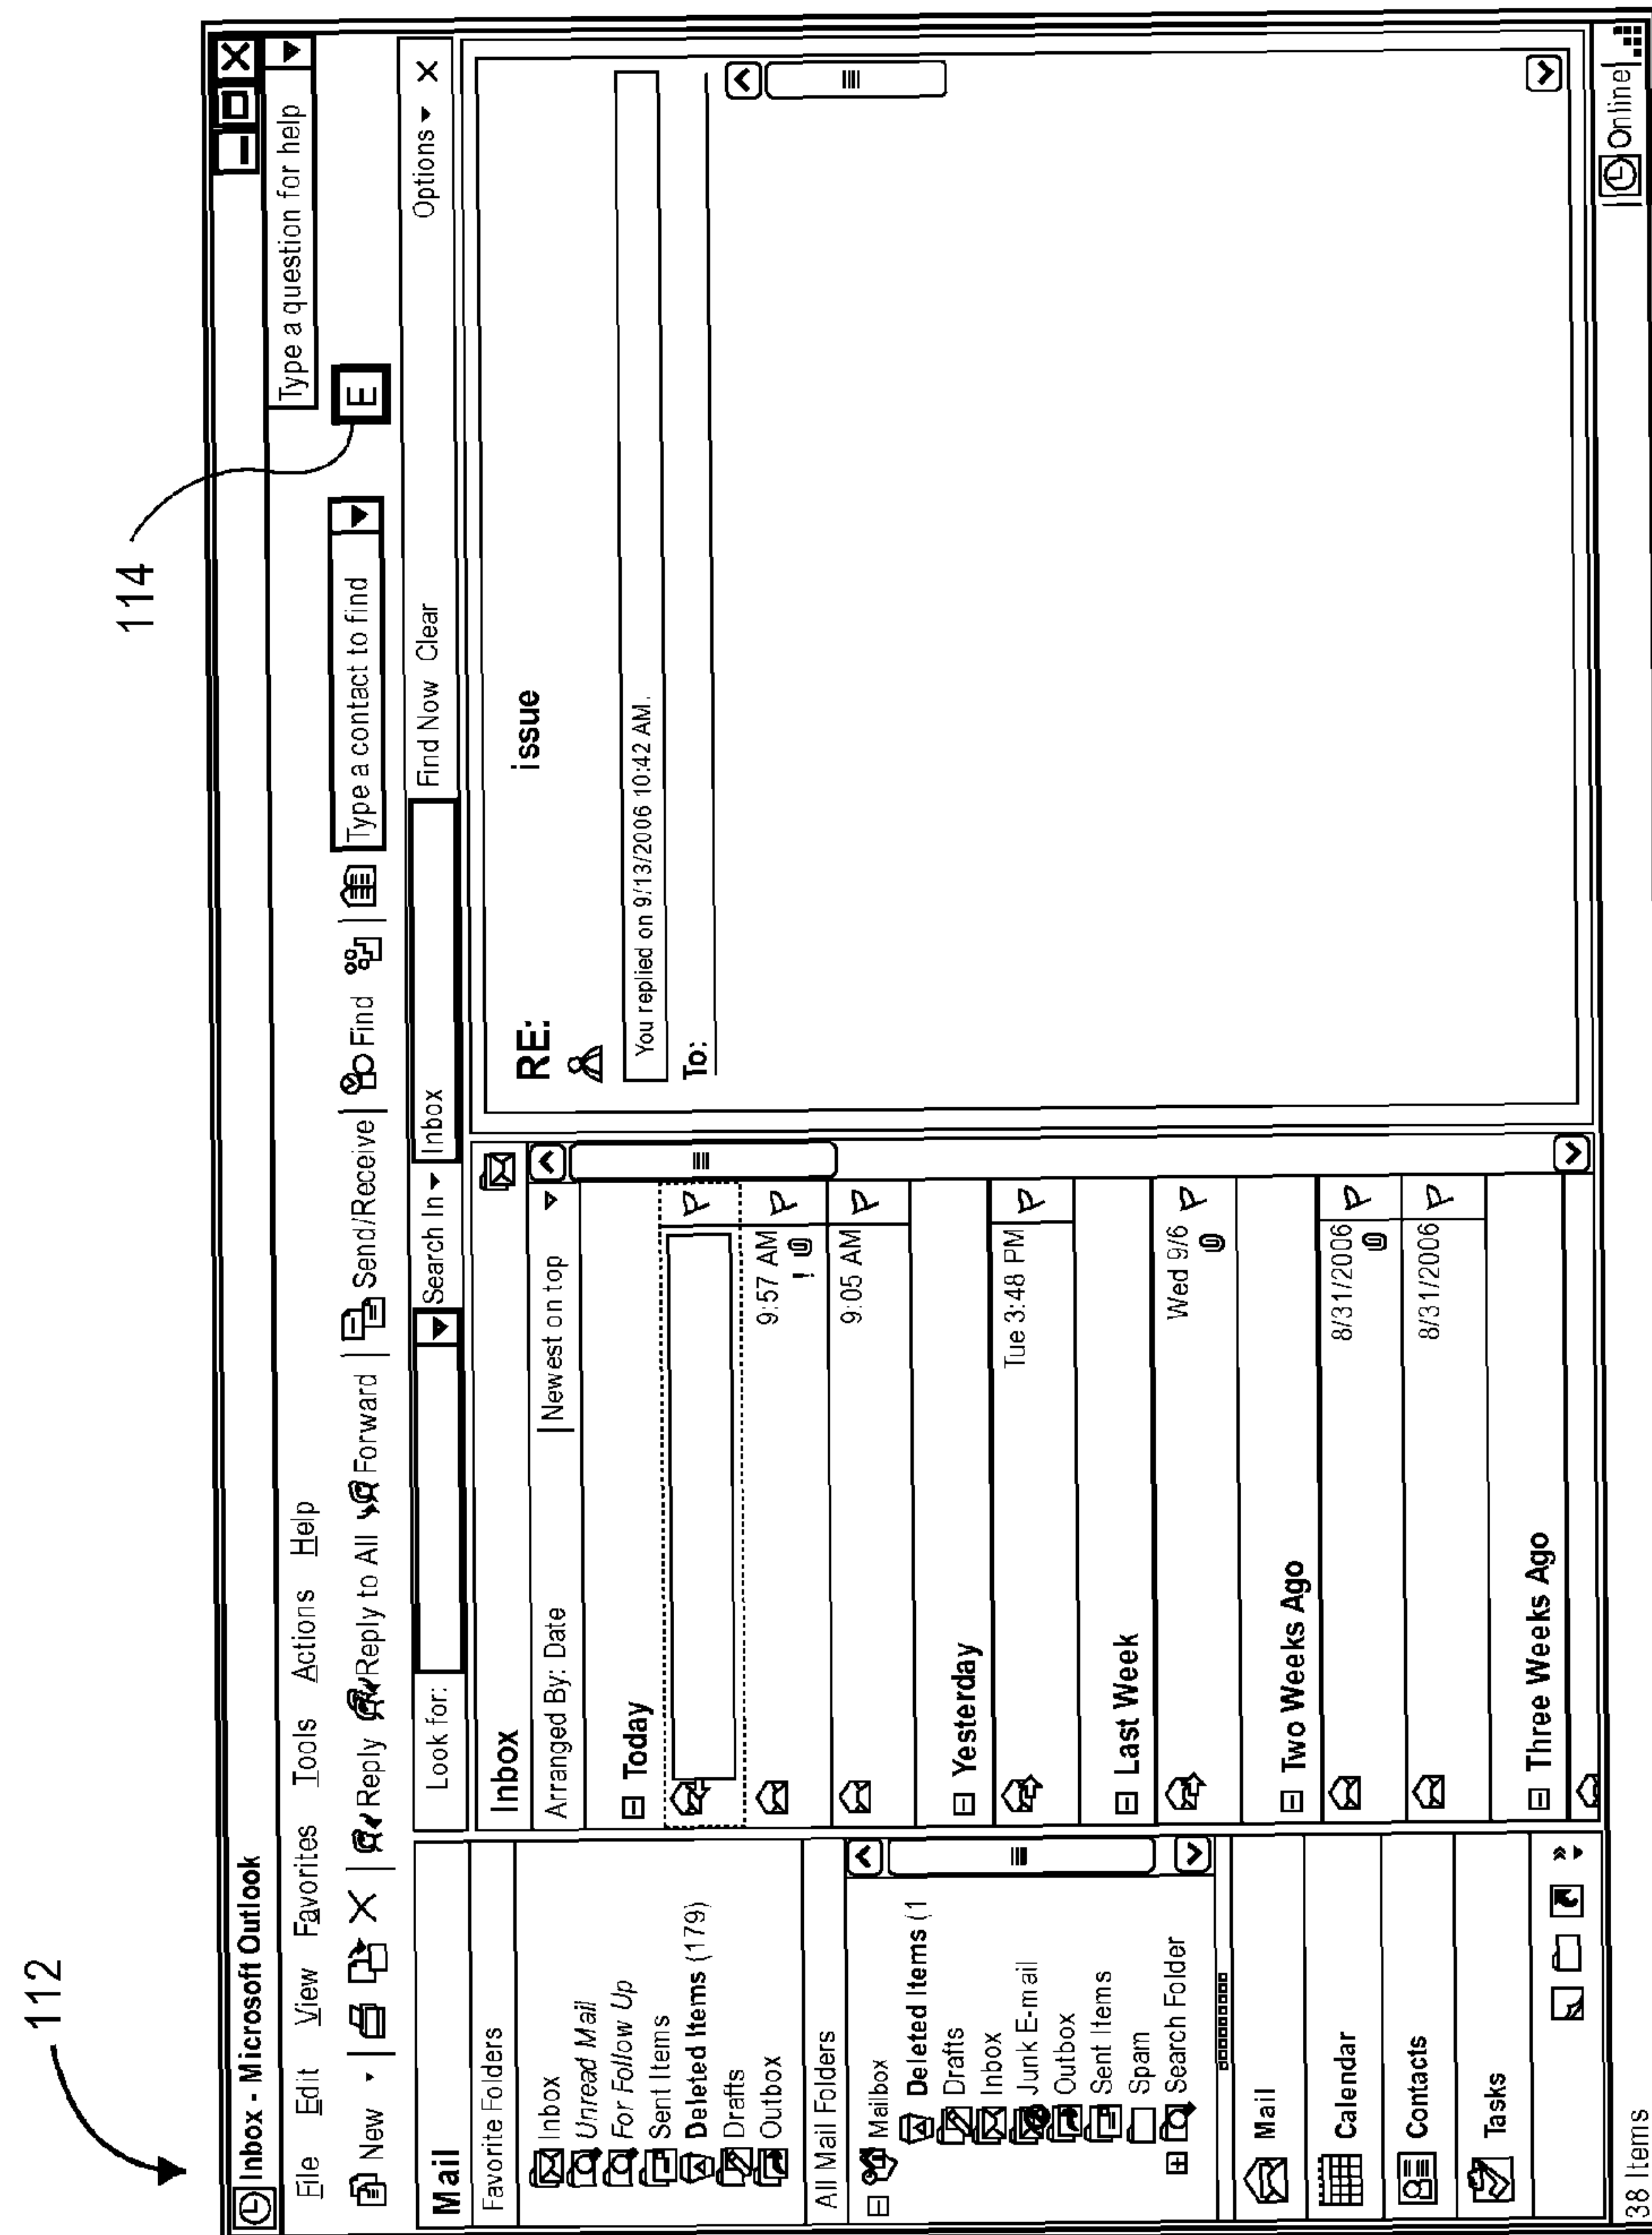 112
114
Inbox - Microsoft Outlook
File Edit View Favorites Tools Actions Help
Type a question for help
New
Reply Reply to All Forward Send/Receive Find Type a contact to find E
Look for: Search In Inbox Find Now Clear Options
Mail
Favorite Folders
Inbox
Unread Mail
For Follow Up
Sent Items
Deleted Items (179)
Drafts
Outbox
All Mail Folders
Mailbox
Deleted Items (1
Drafts
Inbox
Junk E-mail
Outbox
Sent Items
Spam
Search Folder
Mail
Calendar
Contacts
Tasks
Inbox
Arranged By: Date Newest on top
Today
9:57 AM
!
9:05 AM
Yesterday
Tue 3:48 PM
Last Week
Wed 9/6
Two Weeks Ago
8/31/2006
8/31/2006
Three Weeks Ago
RE: issue
You replied on 9/13/2006 10:42 AM.
To:
38 Items
Online